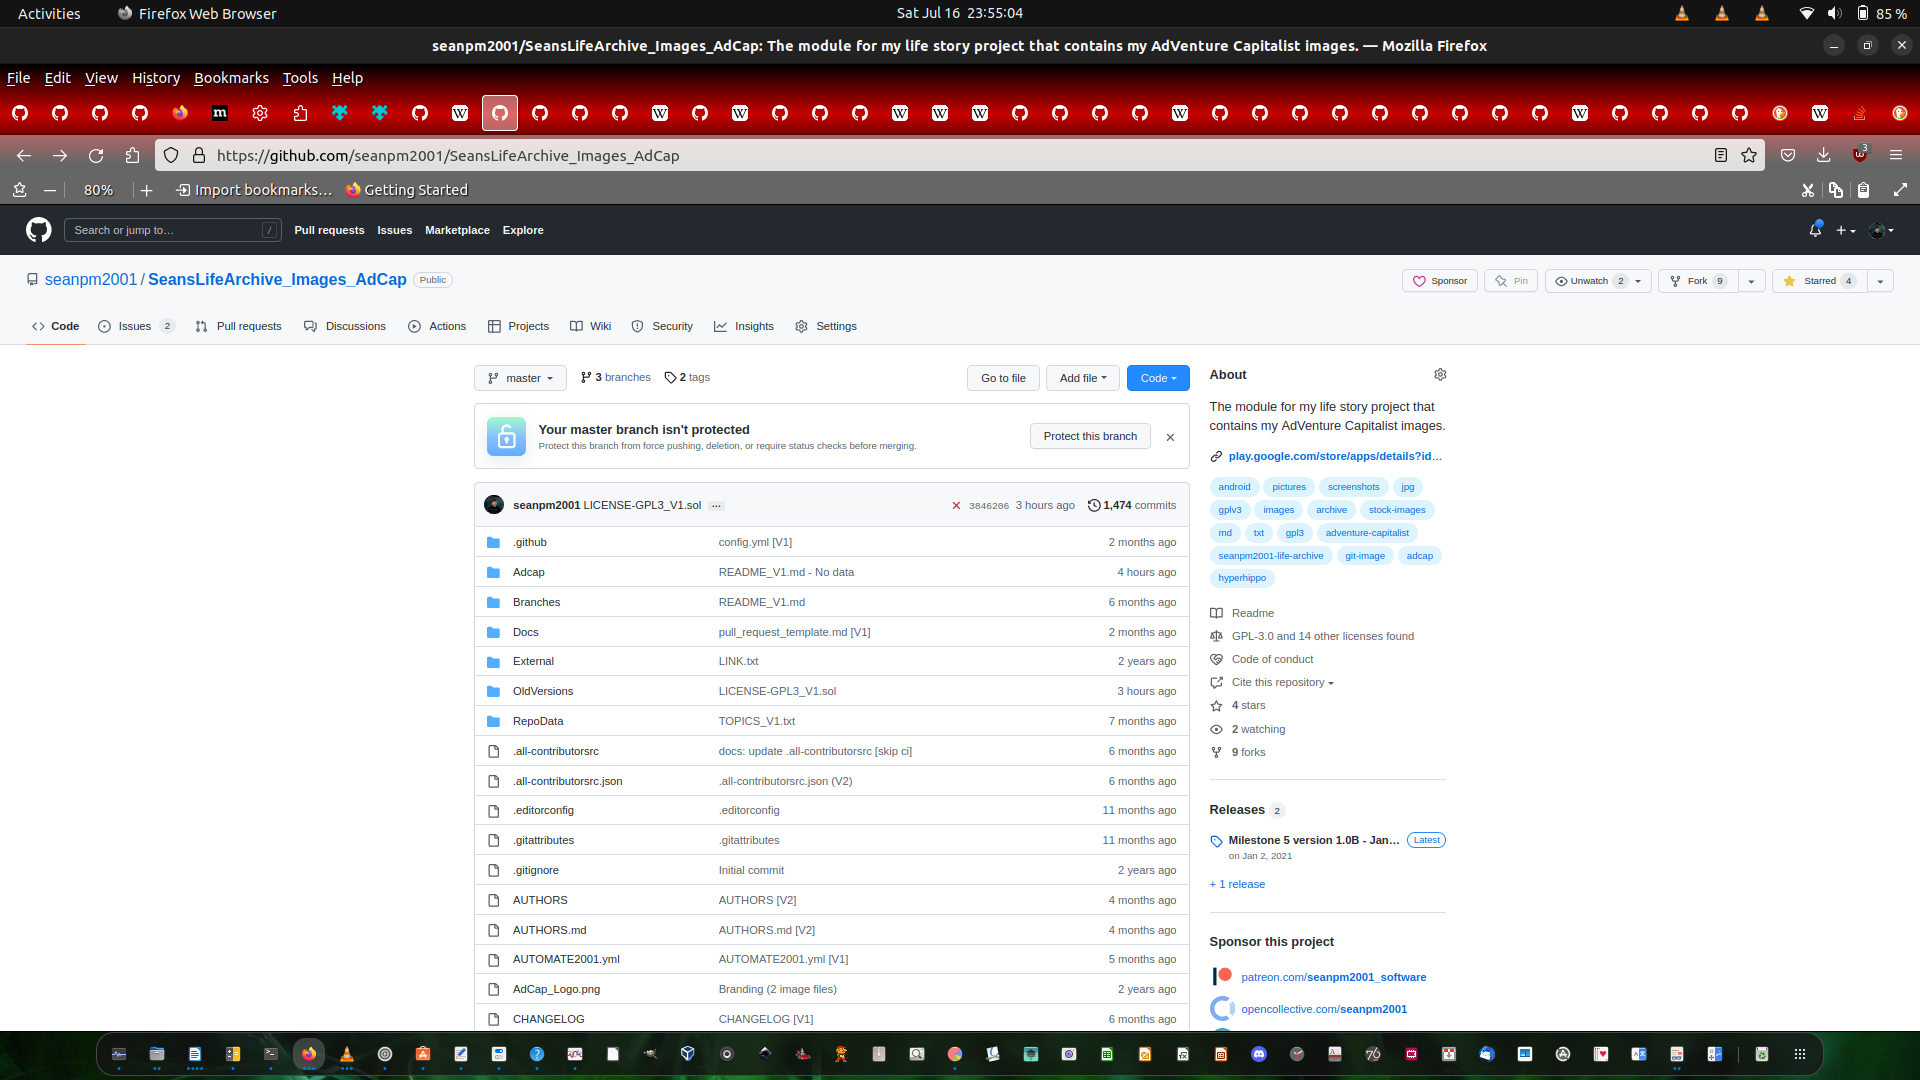 Activities Firefox Web Browser Sat Jul 16 23:55:04 85 %
seanpm2001/SeansLifeArchive_Images_AdCap: The module for my life story project that contains my AdVenture Capitalist images. — Mozilla Firefox
File Edit View History Bookmarks Tools Help
https://github.com/seanpm2001/SeansLifeArchive_Images_AdCap 3
80% Import bookmarks… Getting Started
Search or jump to… / Pull requests Issues Marketplace Explore
seanpm2001 / SeansLifeArchive_Images_AdCap Public Sponsor Pin Unwatch 2 Fork 9 Starred 4
Code Issues 2 Pull requests Discussions Actions Projects Wiki Security Insights Settings
master 3 branches 2 tags Go to file Add file Code
Your master branch isn't protected
Protect this branch from force pushing, deletion, or require status checks before merging.
Protect this branch
seanpm2001 LICENSE-GPL3_V1.sol … 3846206 3 hours ago 1,474 commits
.github config.yml [V1] 2 months ago
Adcap README_V1.md - No data 4 hours ago
Branches README_V1.md 6 months ago
Docs pull_request_template.md [V1] 2 months ago
External LINK.txt 2 years ago
OldVersions LICENSE-GPL3_V1.sol 3 hours ago
RepoData TOPICS_V1.txt 7 months ago
.all-contributorsrc docs: update .all-contributorsrc [skip ci] 6 months ago
.all-contributorsrc.json .all-contributorsrc.json (V2) 6 months ago
.editorconfig .editorconfig 11 months ago
.gitattributes .gitattributes 11 months ago
.gitignore Initial commit 2 years ago
AUTHORS AUTHORS [V2] 4 months ago
AUTHORS.md AUTHORS.md [V2] 4 months ago
AUTOMATE2001.yml AUTOMATE2001.yml [V1] 5 months ago
AdCap_Logo.png Branding (2 image files) 2 years ago
CHANGELOG CHANGELOG [V1] 6 months ago
About
The module for my life story project that
contains my AdVenture Capitalist images.
play.google.com/store/apps/details?id…
android pictures screenshots jpg
gplv3 images archive stock-images
md txt gpl3 adventure-capitalist
seanpm2001-life-archive git-image adcap
hyperhippo
Readme
GPL-3.0 and 14 other licenses found
Code of conduct
Cite this repository
4 stars
2 watching
9 forks
Releases 2
Milestone 5 version 1.0B - Jan… Latest
on Jan 2, 2021
+ 1 release
Sponsor this project
patreon.com/seanpm2001_software
opencollective.com/seanpm2001